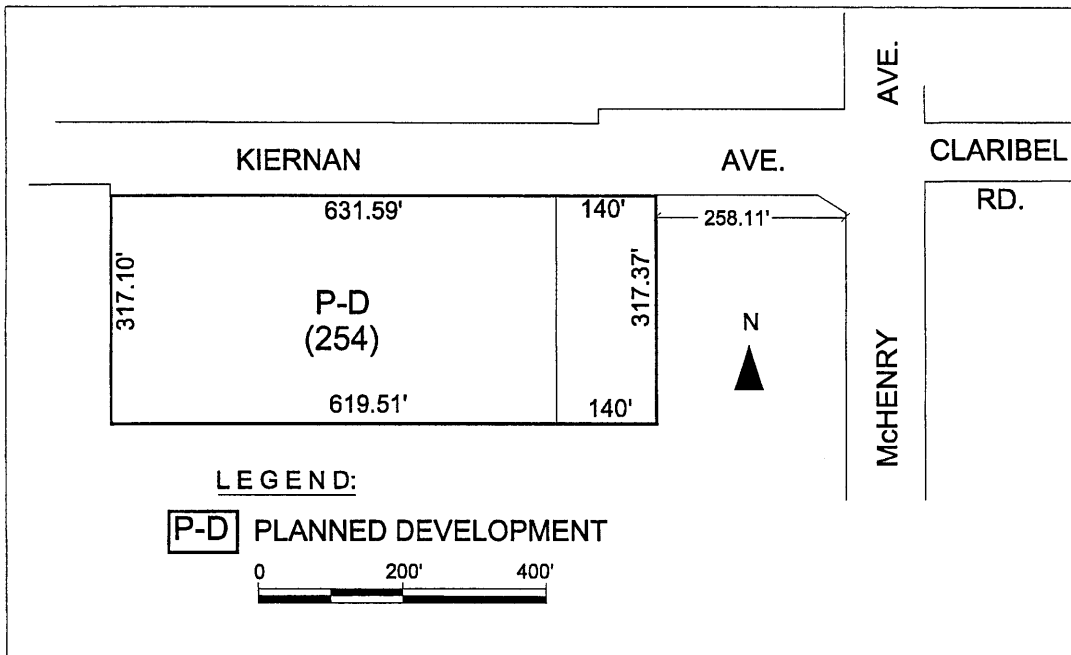 AVE.
KIERNAN AVE. CLARIBEL
RD.
631.59' 140'
258.11'
317.10'
317.37'
P-D
(254)
N
McHENRY
619.51' 140'
LEGEND:
P-D PLANNED DEVELOPMENT
0 200' 400'